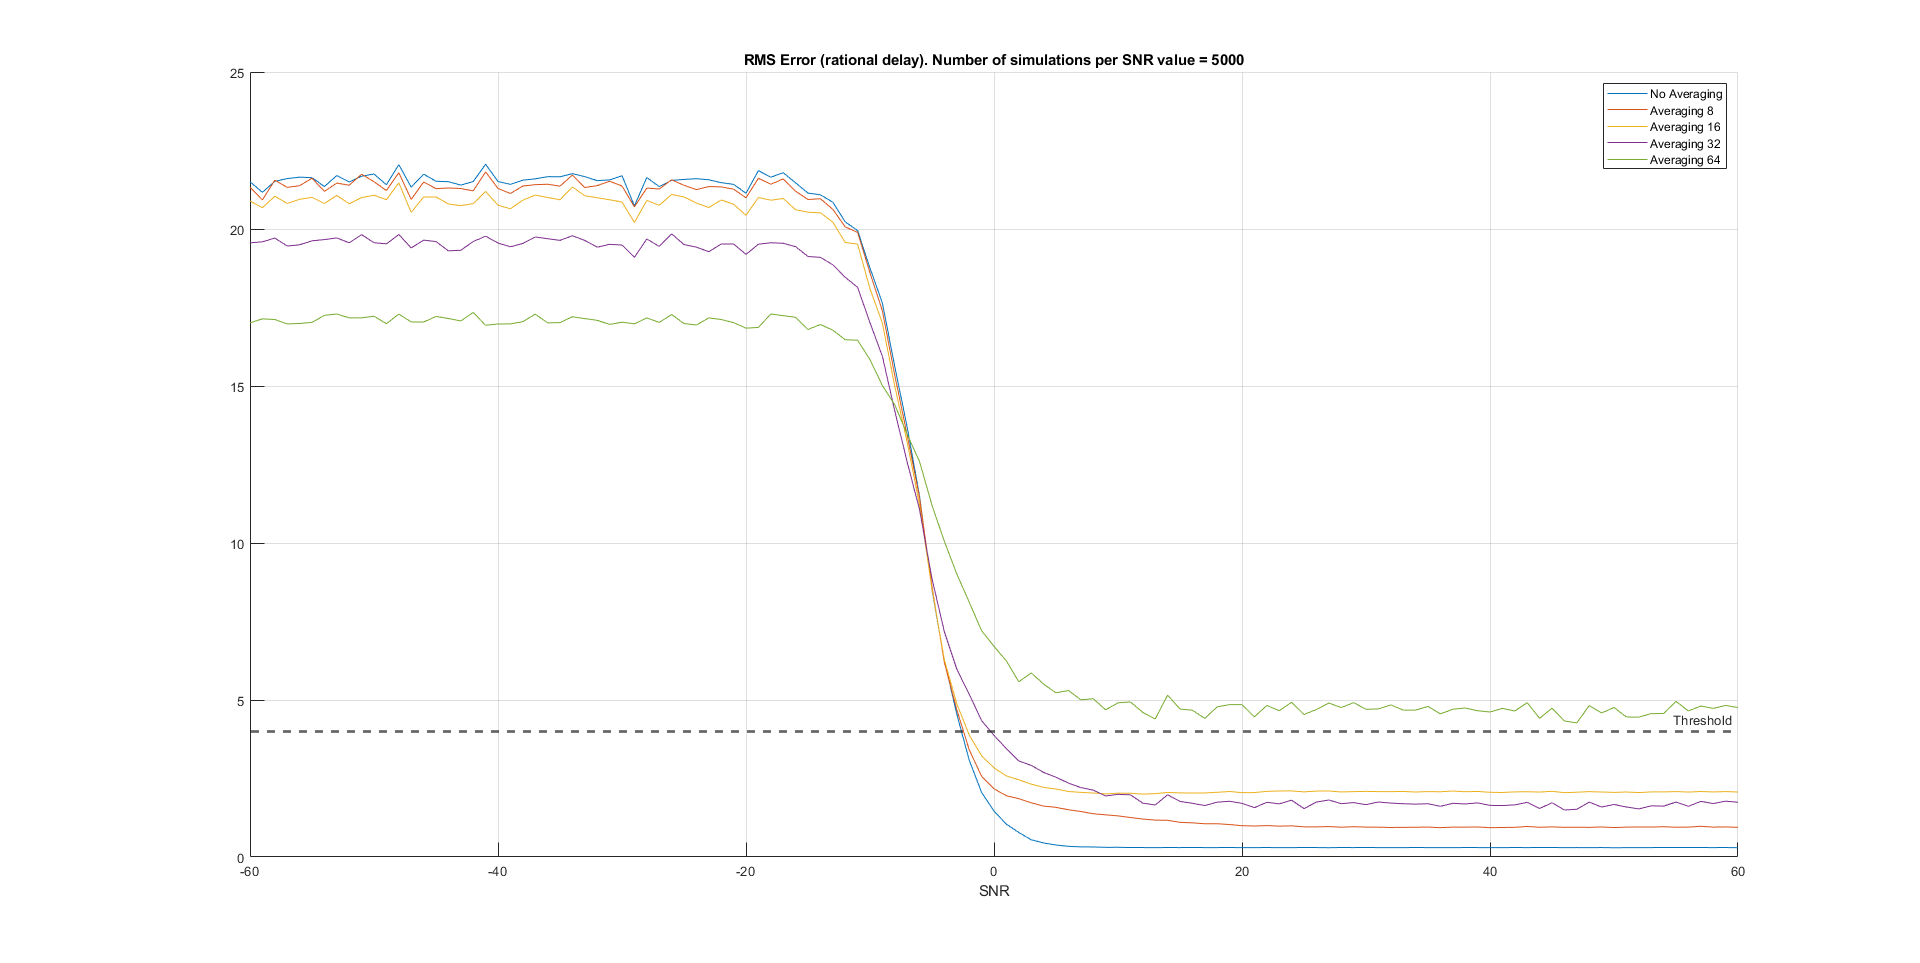 RMS Error (rational delay). Number of simulations per SNR value = 5000
25
20
15
10
5
0
No Averaging
Averaging 8
Averaging 16
Averaging 32
Averaging 64
Threshold
-60
-40
-20
0
20
40
60
SNR